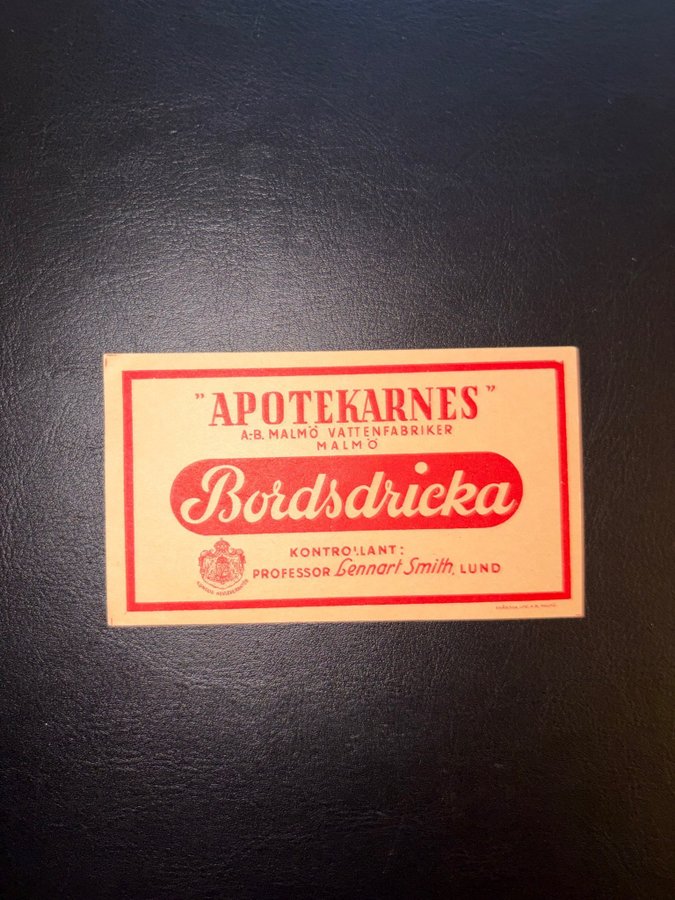 "APOTEKARNES"
A.-B. MALMÖ VATTENFABRIKER
MALMÖ
Bordsdricka
KONTROLLANT:
PROFESSOR Lennart Smith, LUND